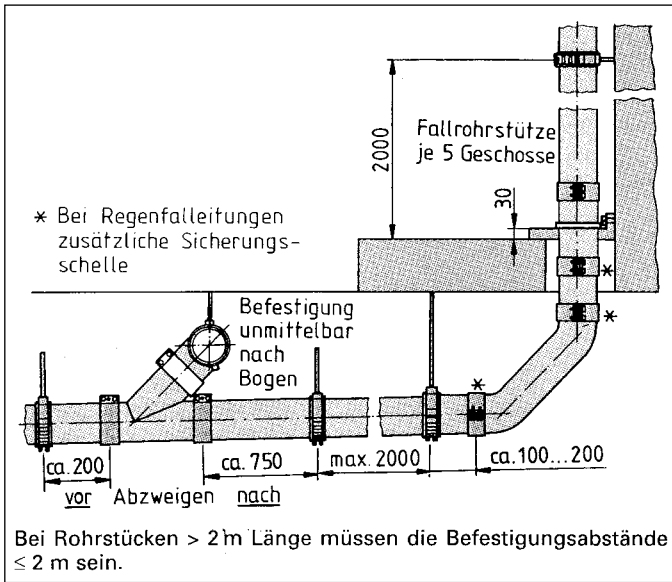 2000
Fallrohrstütze
je 5 Geschosse
30
* Bei Regenfalleitungen
zusätzliche Sicherungs-
schelle
*
Befestigung
unmittelbar
nach
Bogen
*
*
ca. 200
ca. 750
max. 2000
ca. 100...200
vor Abzweigen nach
Bei Rohrstücken > 2 m Länge müssen die Befestigungsabstände
≤ 2 m sein.